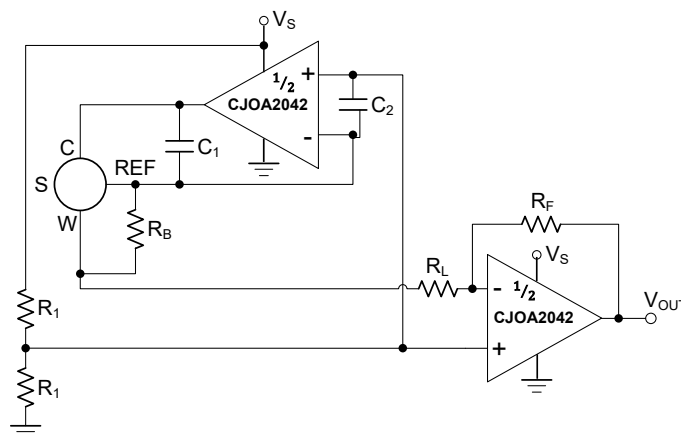 VS
1/2
+
CJOA2042
-
C2
C
C1
S
REF
W
RB
RF
RL
VS
-
1/2
CJOA2042
+
VOUT
R1
R1